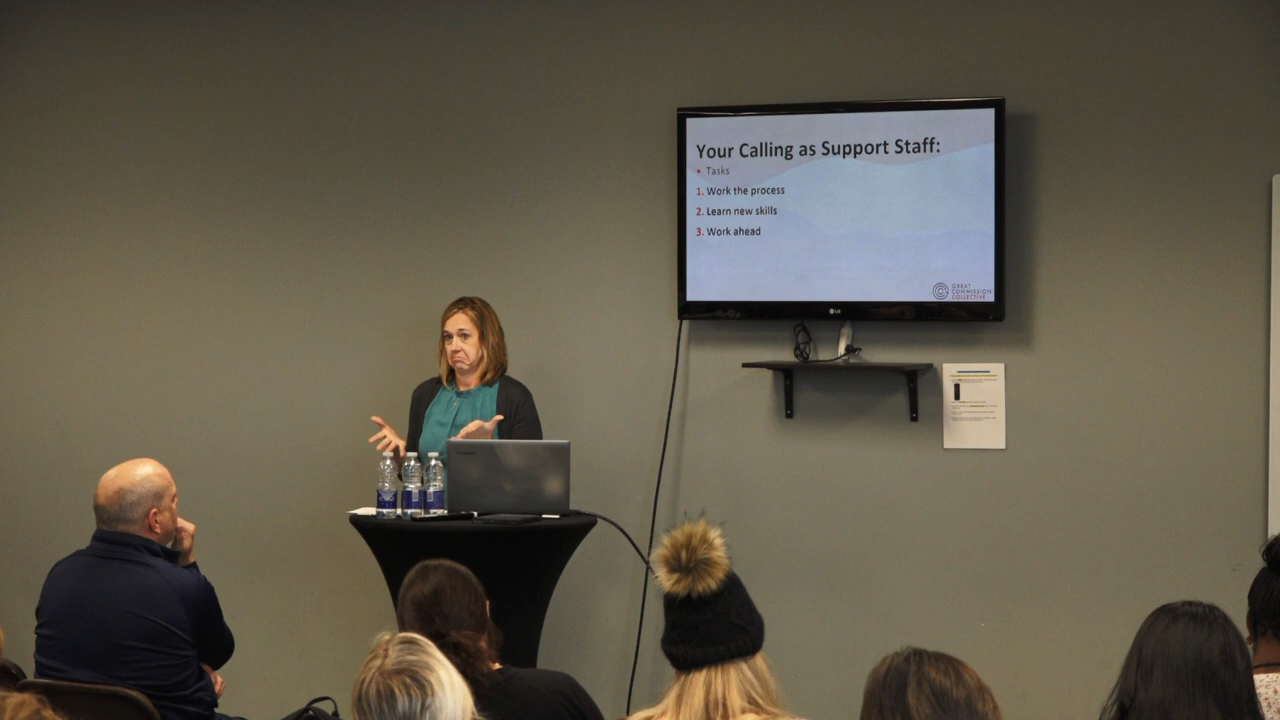 Your Calling as Support Staff:
• Tasks
1. Work the process
2. Learn new skills
3. Work ahead
GREAT
COMMISSION
COLLECTIVE
LG